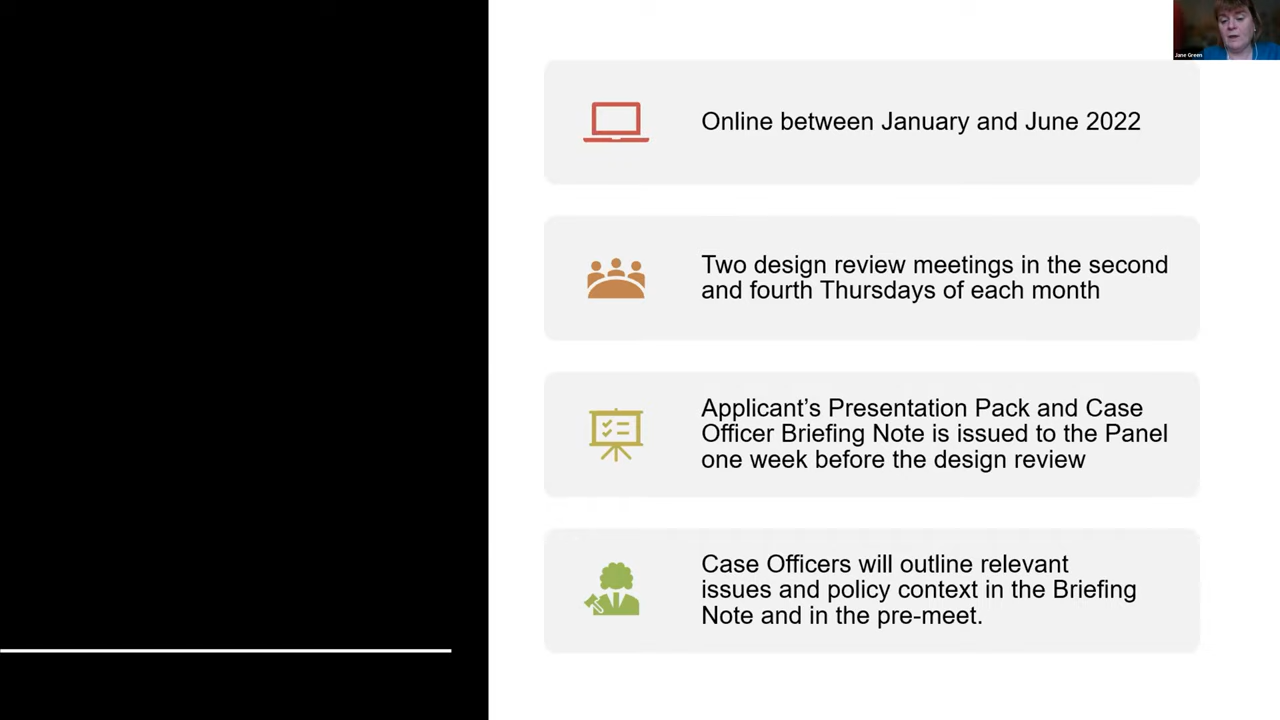 Jane Green
Online between January and June 2022
Two design review meetings in the second
and fourth Thursdays of each month
Applicant’s Presentation Pack and Case
Officer Briefing Note is issued to the Panel
one week before the design review
Case Officers will outline relevant
issues and policy context in the Briefing
Note and in the pre-meet.